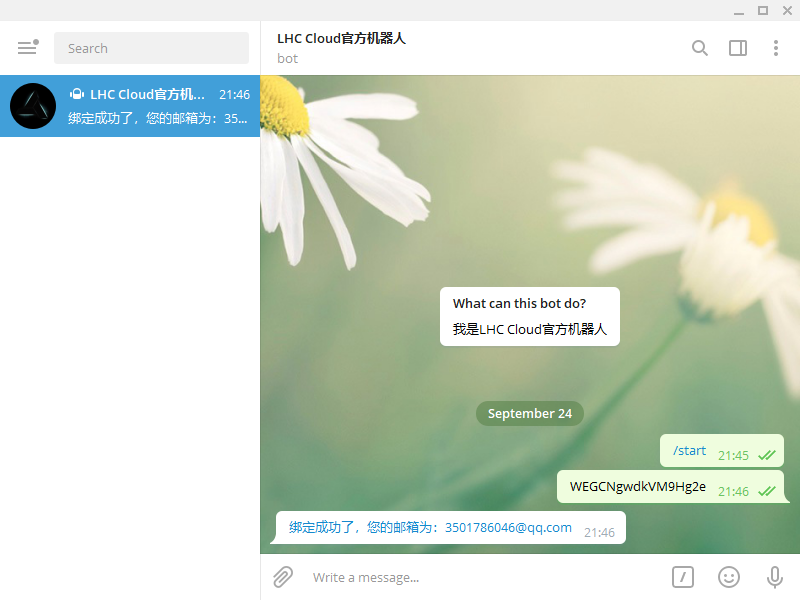 Search
LHC Cloud官方机... 21:46
绑定成功了，您的邮箱为：35...
LHC Cloud官方机器人
bot
What can this bot do?
我是LHC Cloud官方机器人
September 24
/start 21:45
WEGCNgwdkVM9Hg2e 21:46
绑定成功了，您的邮箱为：3501786046@qq.com 21:46
Write a message...